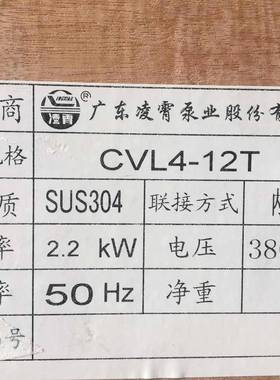 商 凌霄 ® 广东凌霄泵业股份有
规格 CVL4-12T
质 SUS304 联接方式
率 2.2 kW 电压 38
率 50 Hz 净重
号